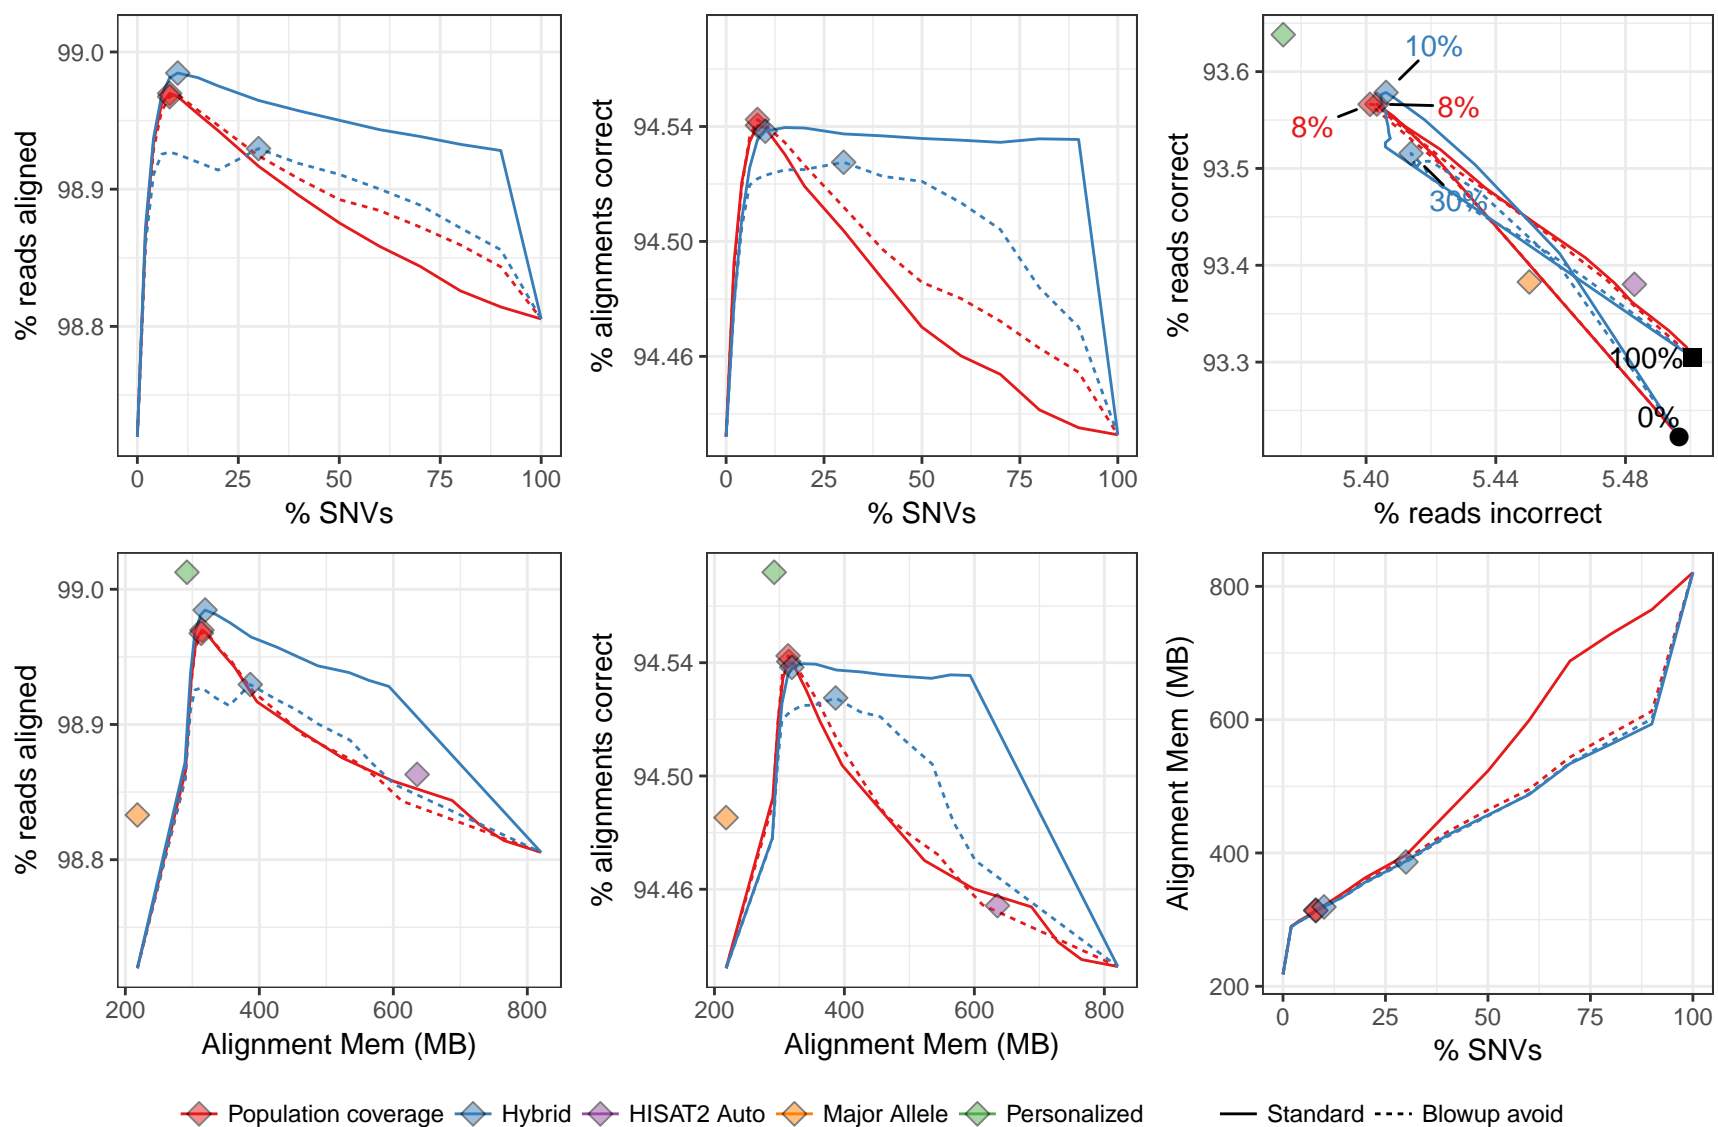 % reads aligned
99.0
98.9
98.8
0
25
50
75
100
% SNVs
% alignments correct
94.54
94.50
94.46
0
25
50
75
100
% SNVs
% reads correct
93.6
93.5
93.4
93.3
10%
8%
8%
30%
100%
0%
5.40
5.44
5.48
% reads incorrect
% reads aligned
99.0
98.9
98.8
200
400
600
800
Alignment Mem (MB)
% alignments correct
94.54
94.50
94.46
200
400
600
800
Alignment Mem (MB)
Alignment Mem (MB)
800
600
400
200
0
25
50
75
100
% SNVs
Population coverage
Hybrid
HISAT2 Auto
Major Allele
Personalized
Standard
Blowup avoid